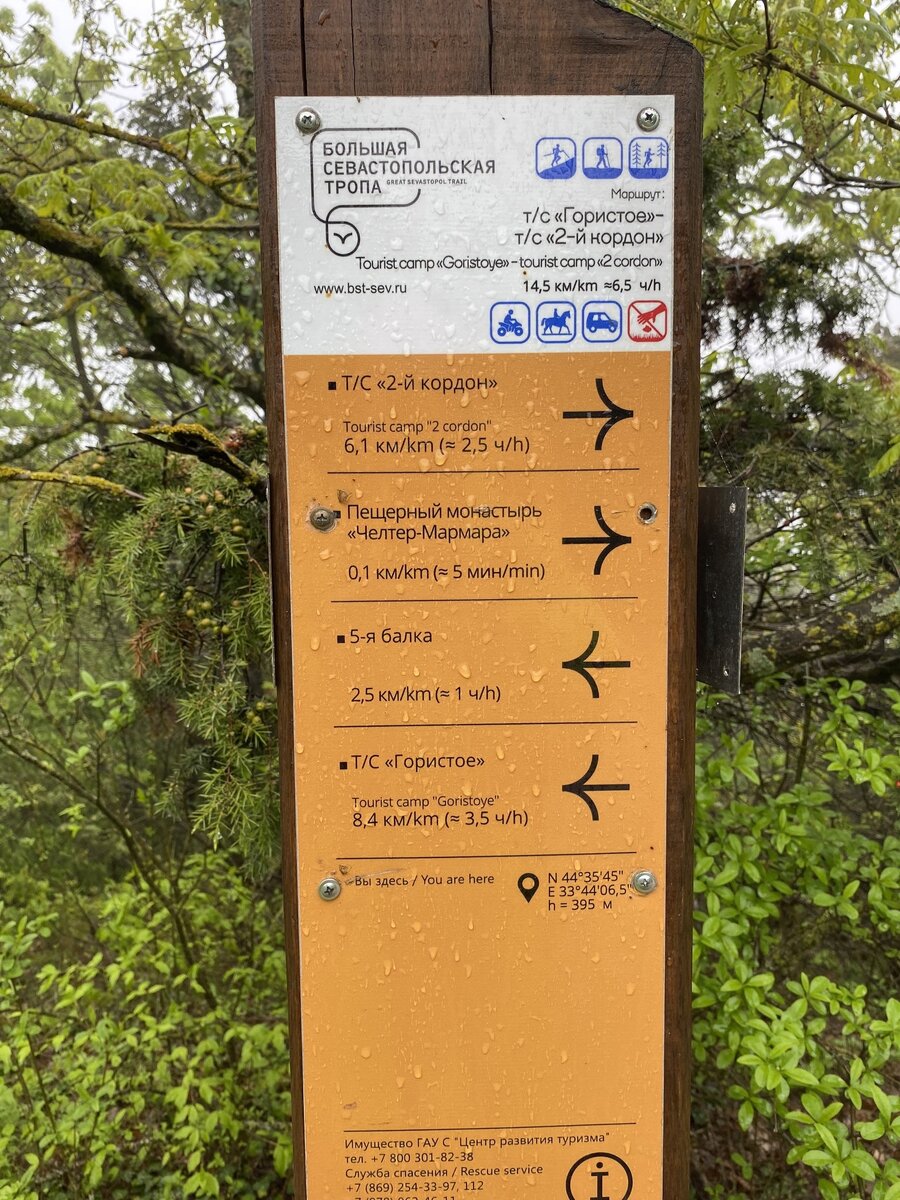 БОЛЬШАЯ
СЕВАСТОПОЛЬСКАЯ
ТРОПА GREAT SEVASTOPOL TRAIL
Маршрут:
т/с «Гористое»-
т/с «2-й кордон»
Tourist camp «Goristoye» - tourist camp «2 cordon»
www.bst-sev.ru
14,5 км/km ≈6,5 ч/h
Т/С «2-й кордон»
Tourist camp "2 cordon"
6,1 км/km (≈ 2,5 ч/h)
Пещерный монастырь
«Челтер-Мармара»
0,1 км/km (≈ 5 мин/min)
5-я балка
2,5 км/km (≈ 1 ч/h)
Т/С «Гористое»
Tourist camp "Goristoye"
8,4 км/km (≈ 3,5 ч/h)
Вы здесь / You are here
N 44°35'45"
E 33°44'06,5"
h = 395 м
Имущество ГАУ С "Центр развития туризма"
тел. +7 800 301-82-38
Служба спасения / Rescue service
+7 (869) 254-33-97, 112